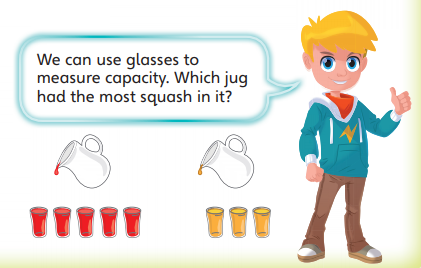 We can use glasses to
measure capacity. Which jug
had the most squash in it?